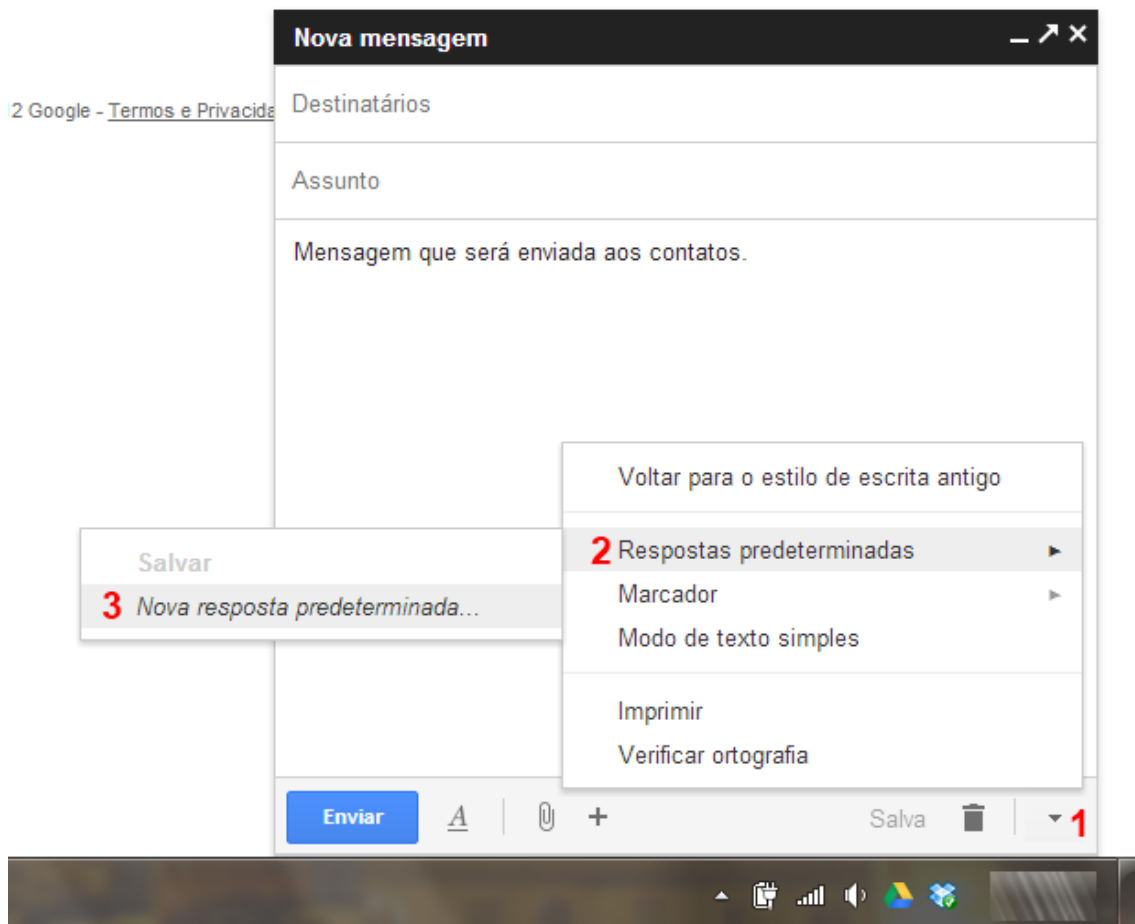 Nova mensagem
2 Google - Termos e Privacida
Destinatários
Assunto
Mensagem que será enviada aos contatos.
Voltar para o estilo de escrita antigo
2 Respostas predeterminadas
Salvar
3 Nova resposta predeterminada...
Marcador
Modo de texto simples
Imprimir
Verificar ortografia
Enviar A Salva 1